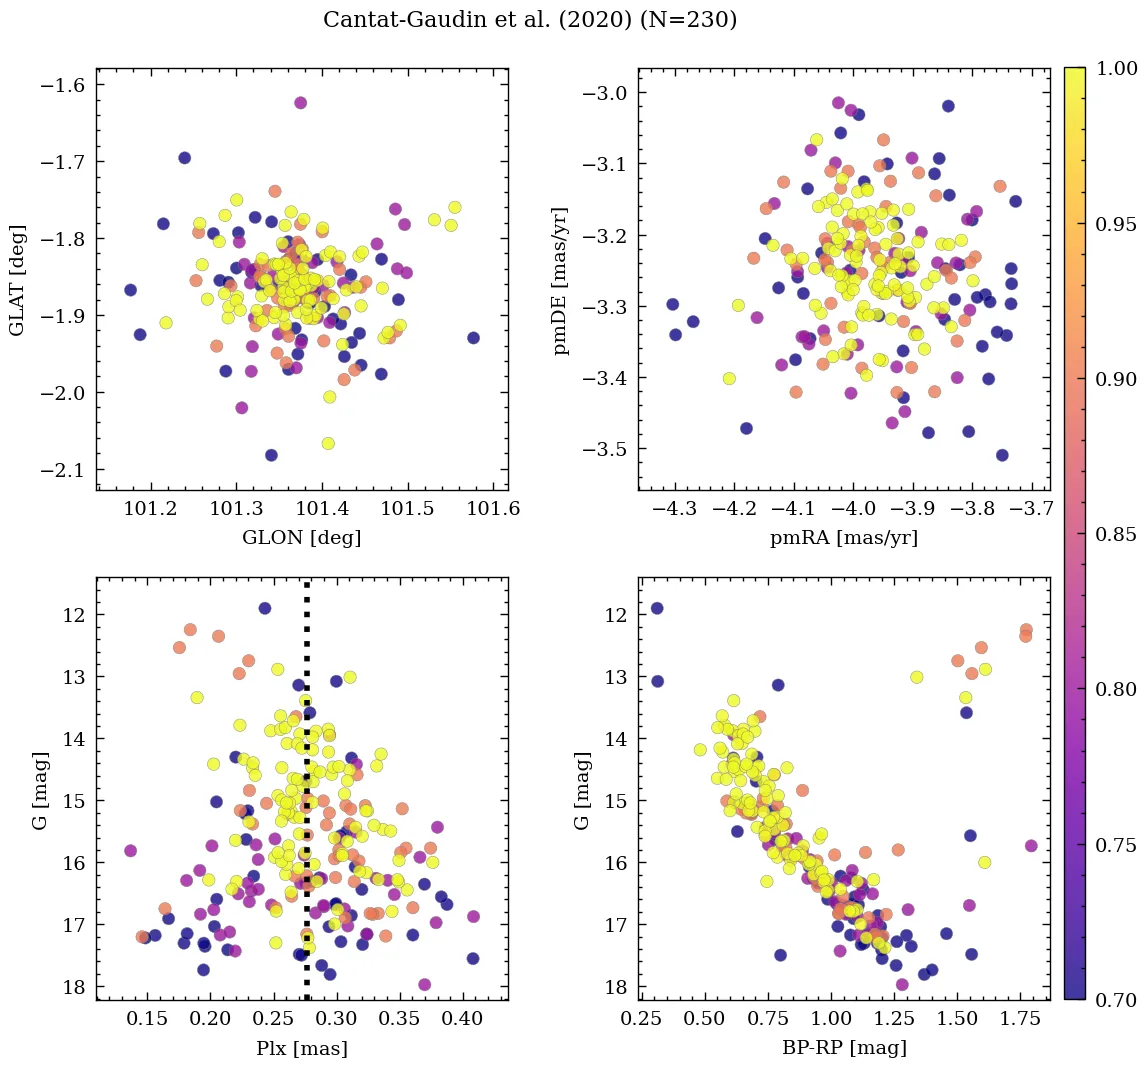 Cantat-Gaudin et al. (2020) (N=230)
−1.6
−1.7
−1.8
−1.9
−2.0
−2.1
GLAT [deg]
101.2 101.3 101.4 101.5 101.6
GLON [deg]
−3.0
−3.1
−3.2
−3.3
−3.4
−3.5
pmDE [mas/yr]
−4.3 −4.2 −4.1 −4.0 −3.9 −3.8 −3.7
pmRA [mas/yr]
12
13
14
15
16
17
18
G [mag]
0.15 0.20 0.25 0.30 0.35 0.40
Plx [mas]
12
13
14
15
16
17
18
G [mag]
0.25 0.50 0.75 1.00 1.25 1.50 1.75
BP-RP [mag]
1.00
0.95
0.90
0.85
0.80
0.75
0.70